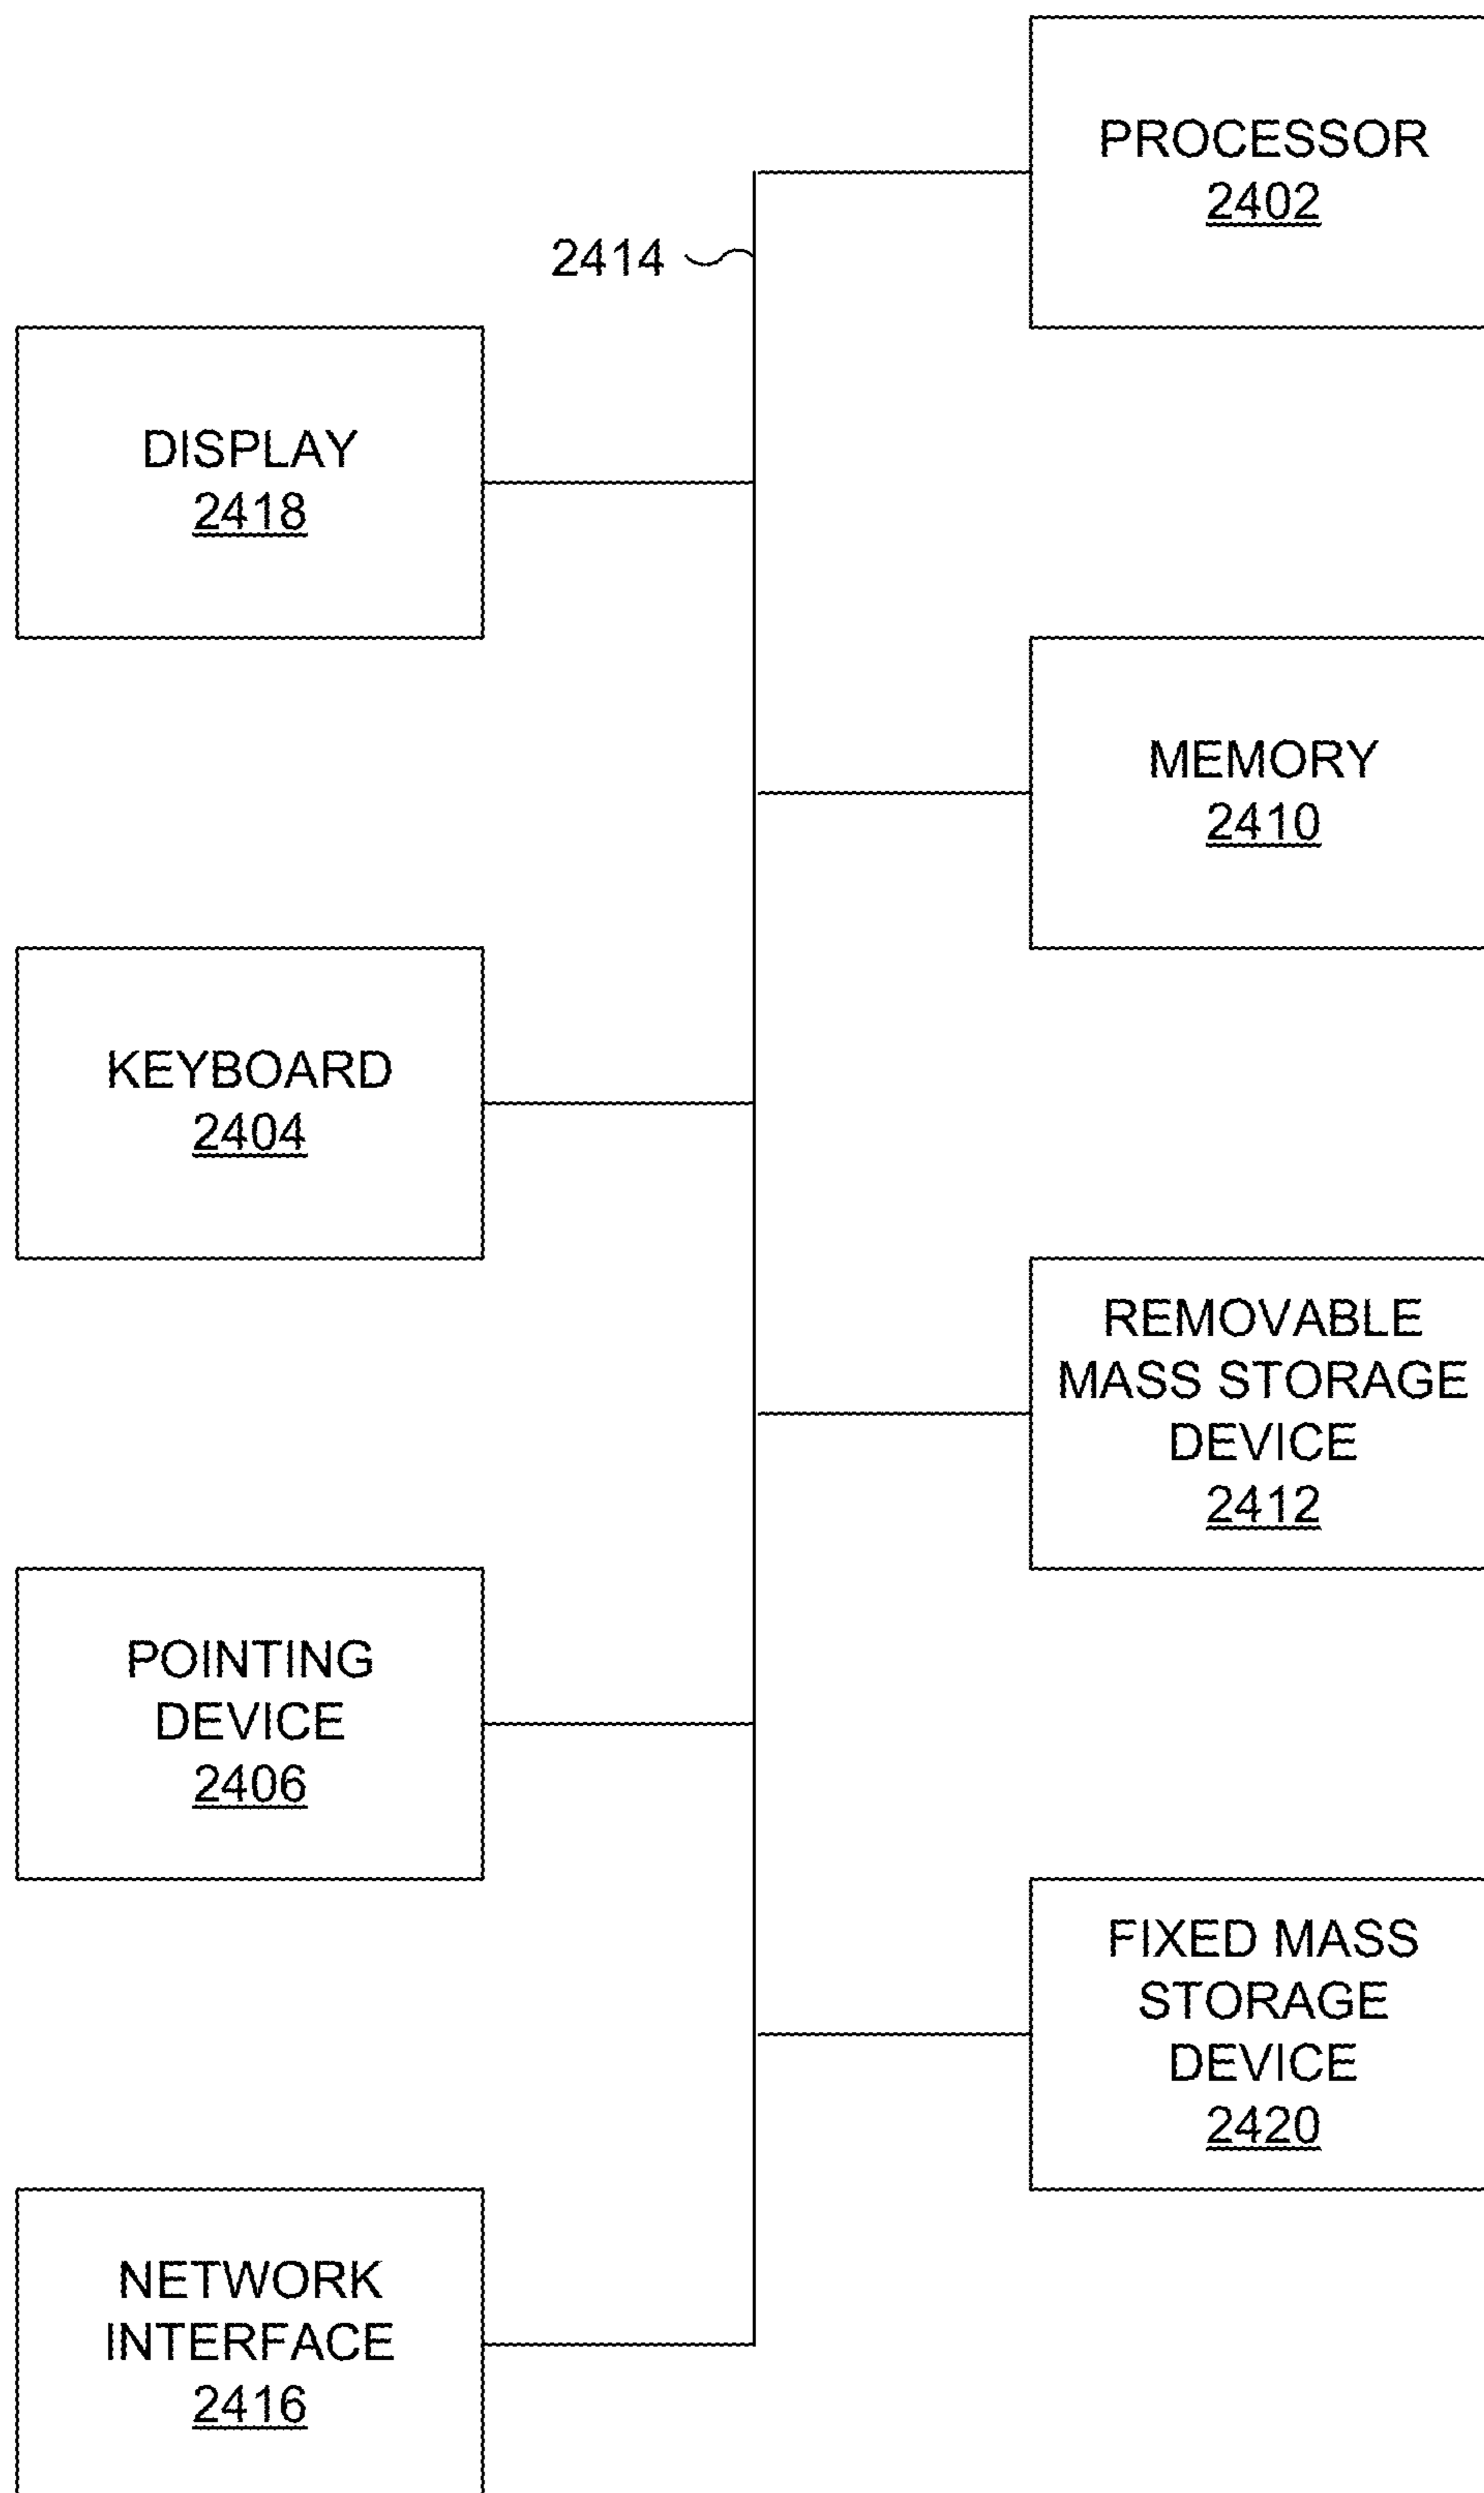 PROCESSOR
2402
2414
DISPLAY
2418
MEMORY
2410
KEYBOARD
2404
REMOVABLE
MASS STORAGE
DEVICE
2412
POINTING
DEVICE
2406
FIXED MASS
STORAGE
DEVICE
2420
NETWORK
INTERFACE
2416